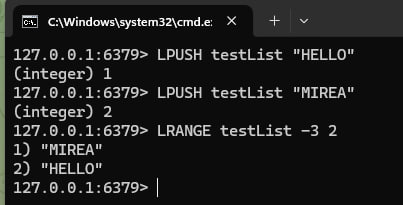 C:\Windows\system32\cmd.e
127.0.0.1:6379> LPUSH testList "HELLO"
(integer) 1
127.0.0.1:6379> LPUSH testList "MIREA"
(integer) 2
127.0.0.1:6379> LRANGE testList -3 2
1) "MIREA"
2) "HELLO"
127.0.0.1:6379>